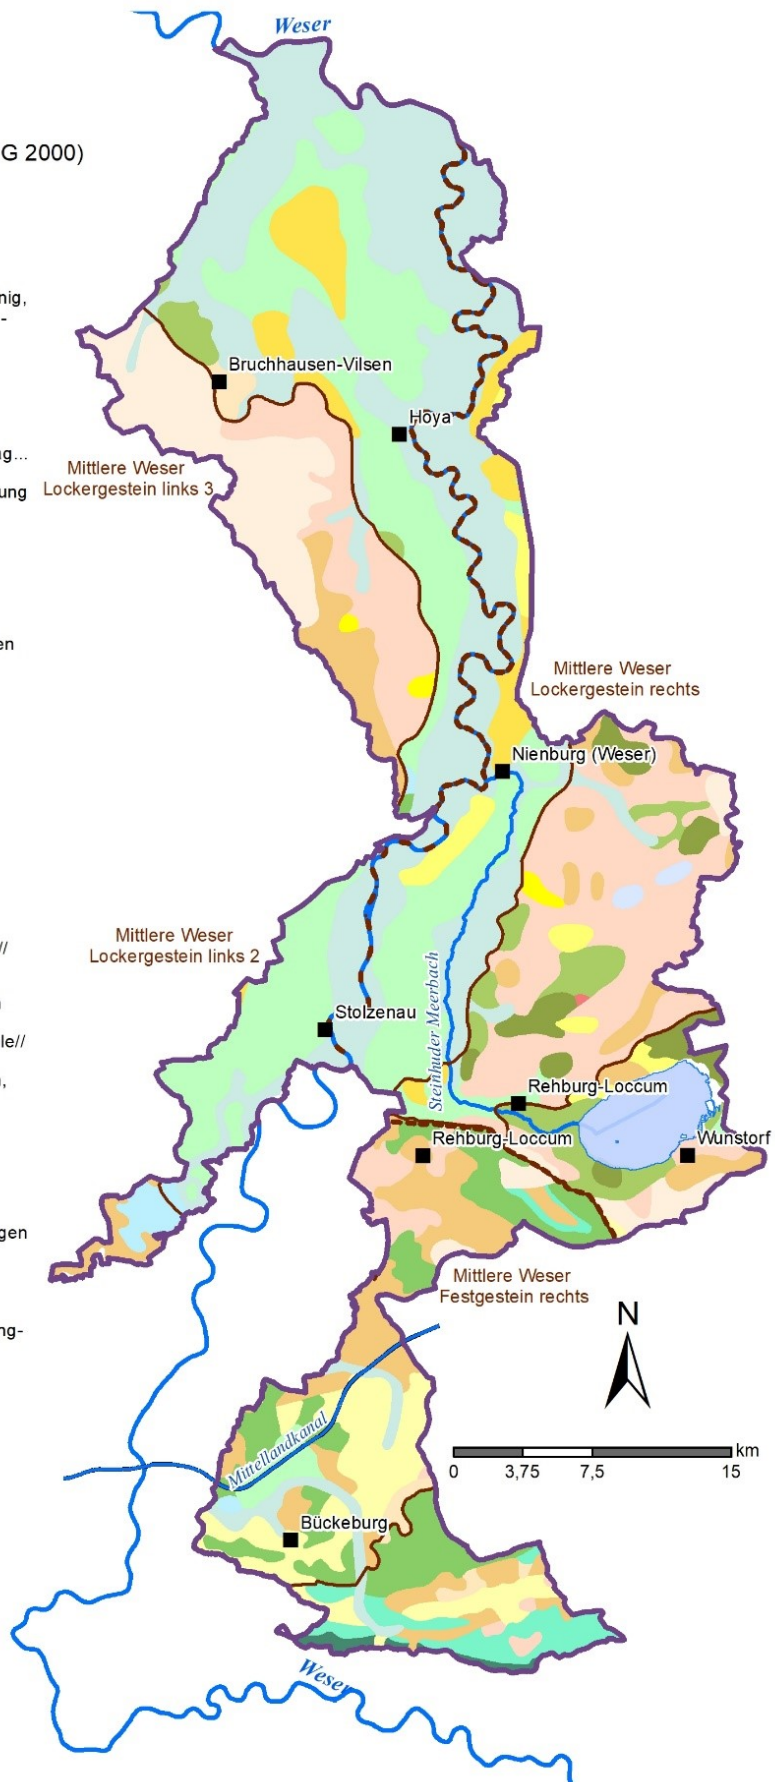 Weser
G 2000)
nig,
-
Bruchhausen-Vilsen
Hoya
g...
ung
Mittlere Weser
Lockergestein links 3
en
Mittlere Weser
Lockergestein rechts
Nienburg (Weser)
Mittlere Weser
Lockergestein links 2
//
Steinhuder Meerbach
Stolzenau
le//
,
Rehburg-Loccum
Rehburg-Loccum
Wunstorf
gen
Mittlere Weser
Festgestein rechts
ng-
N
km
0 3,75 7,5 15
Mittellandkanal
Bückeburg
Weser